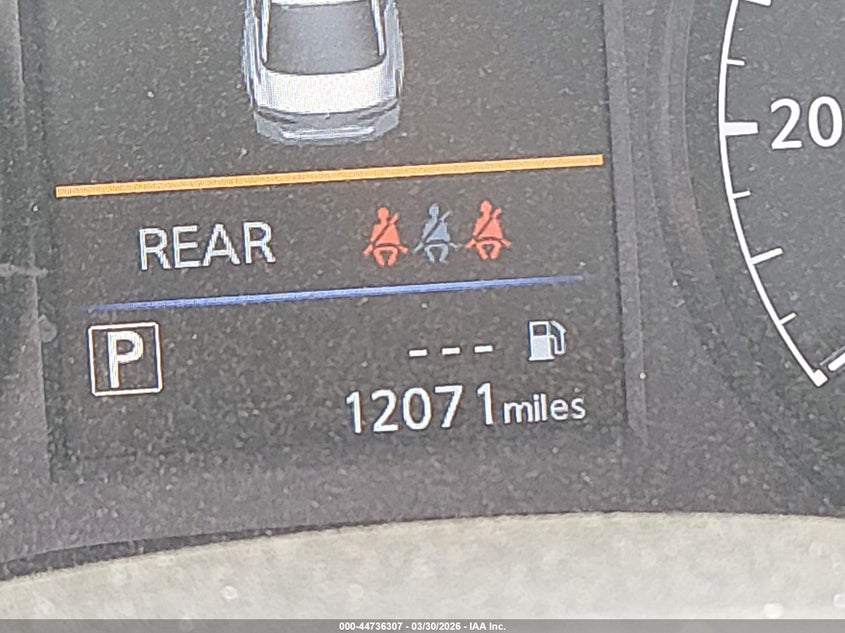 20
REAR
P
---
12071 miles
000-44736307 - 03/30/2026 - IAA Inc.